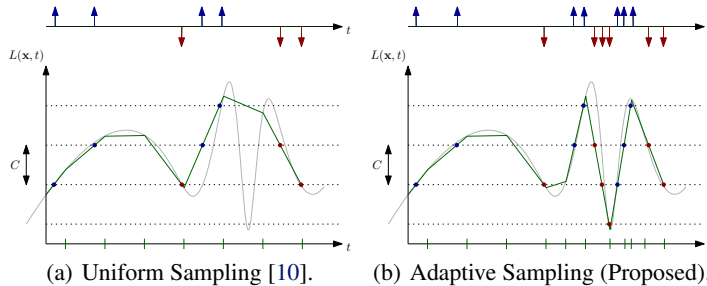 t
L(x, t)
C
t
L(x, t)
C
(a) Uniform Sampling [10].
(b) Adaptive Sampling (Proposed).